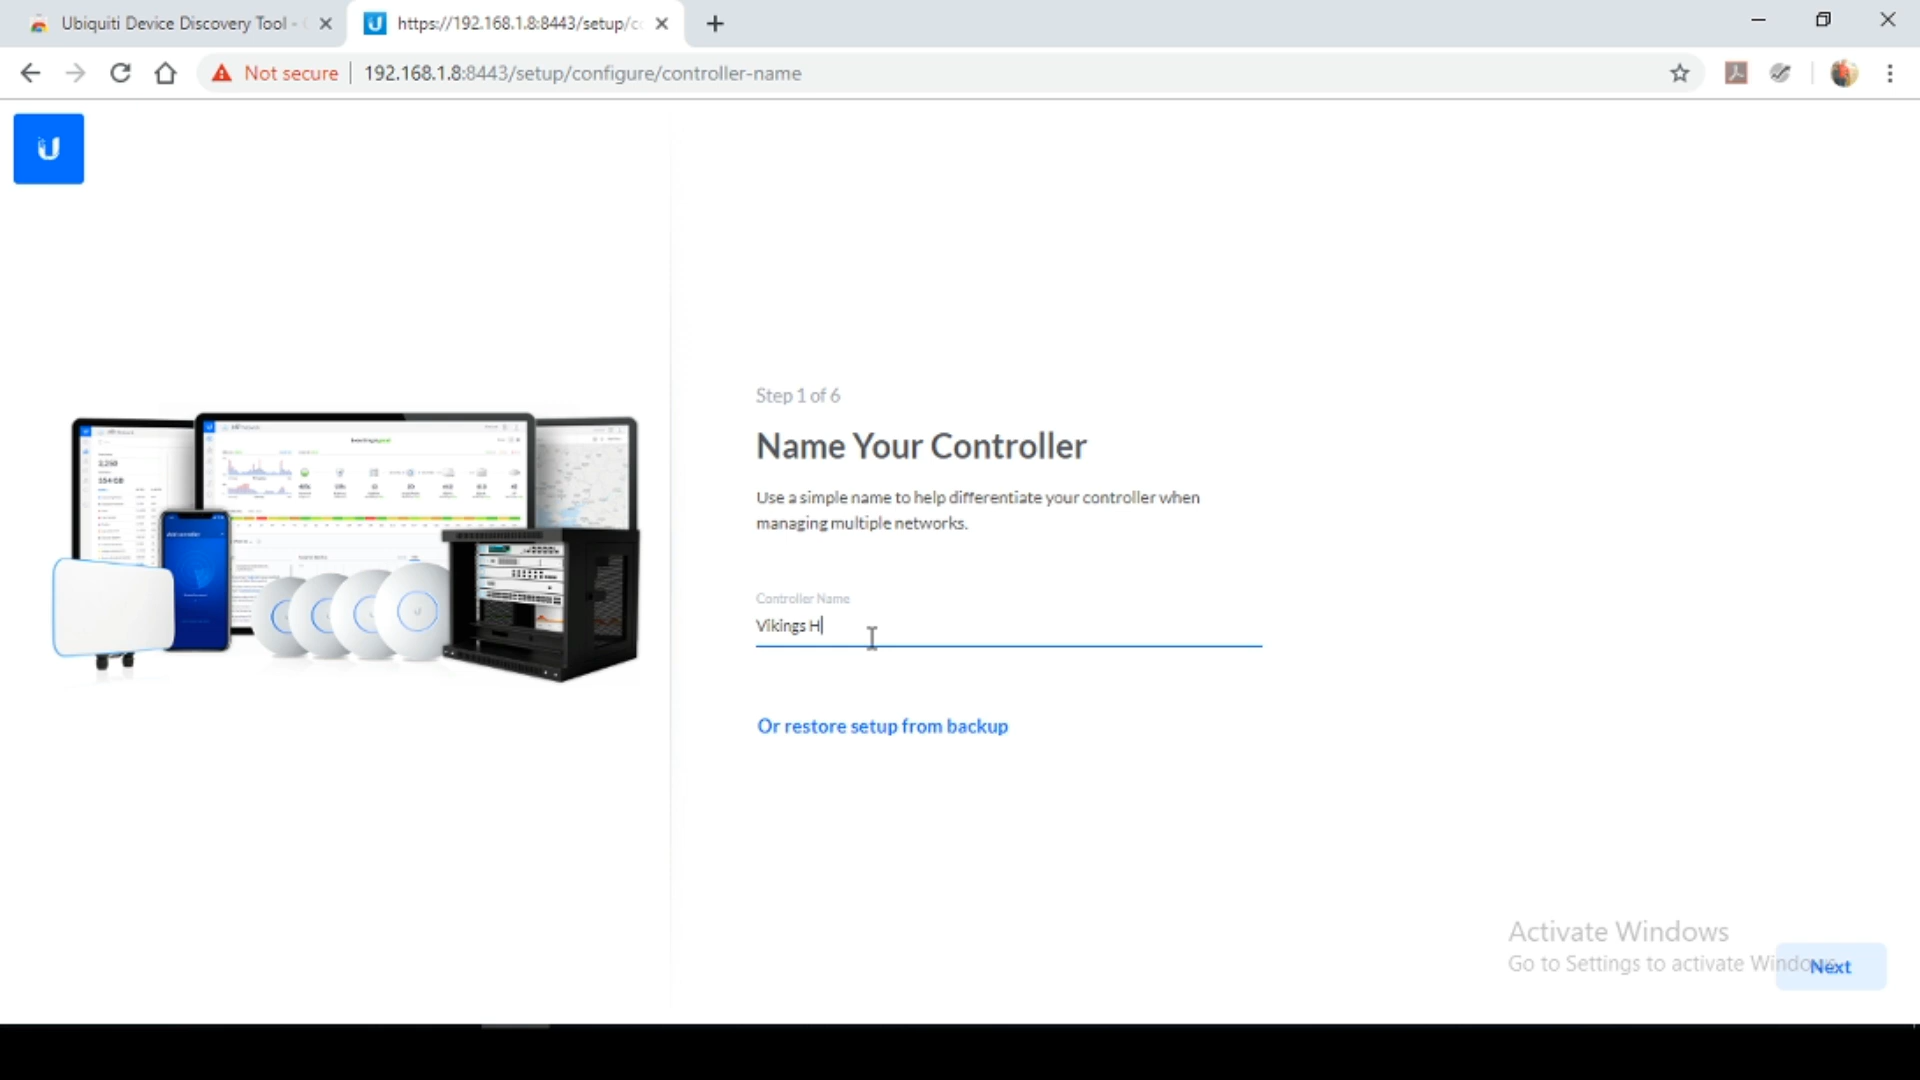 Ubiquiti Device Discovery Tool -
https://192.168.1.8:8443/setup/c
Not secure
192.168.1.8:8443/setup/configure/controller-name
Step 1 of 6
Name Your Controller
Use a simple name to help differentiate your controller when
managing multiple networks.
Controller Name
Vikings H
Or restore setup from backup
Activate Windows
Go to Settings to activate Windows.
Next